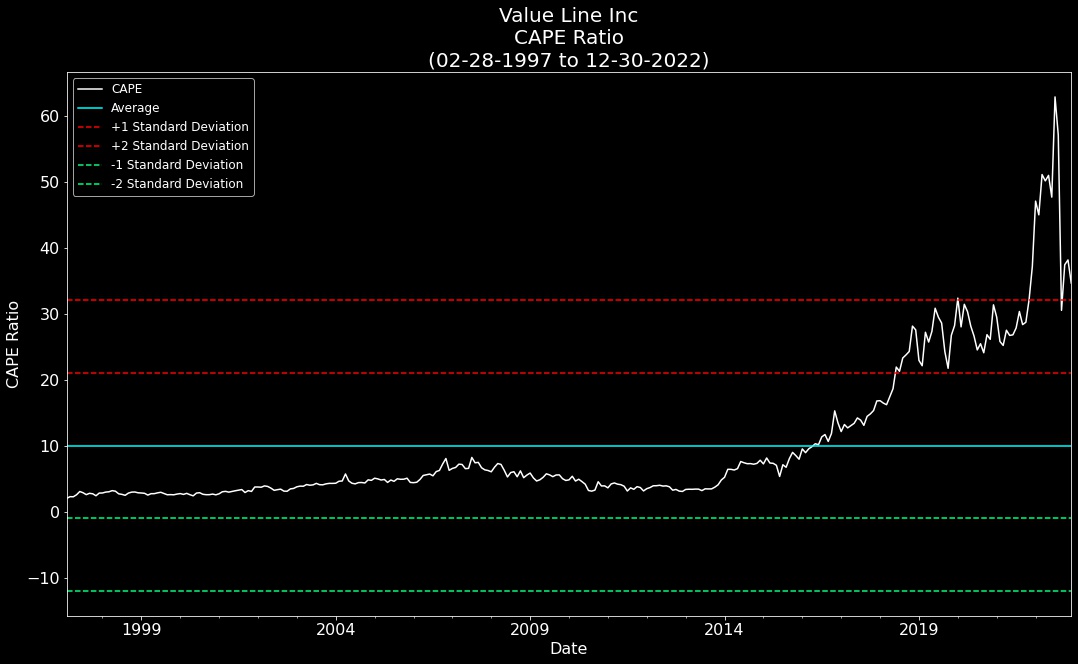 Value Line Inc
CAPE Ratio
(02-28-1997 to 12-30-2022)
CAPE
Average
+1 Standard Deviation
+2 Standard Deviation
-1 Standard Deviation
-2 Standard Deviation
60
50
40
30
20
10
0
−10
CAPE Ratio
1999 2004 2009 2014 2019
Date